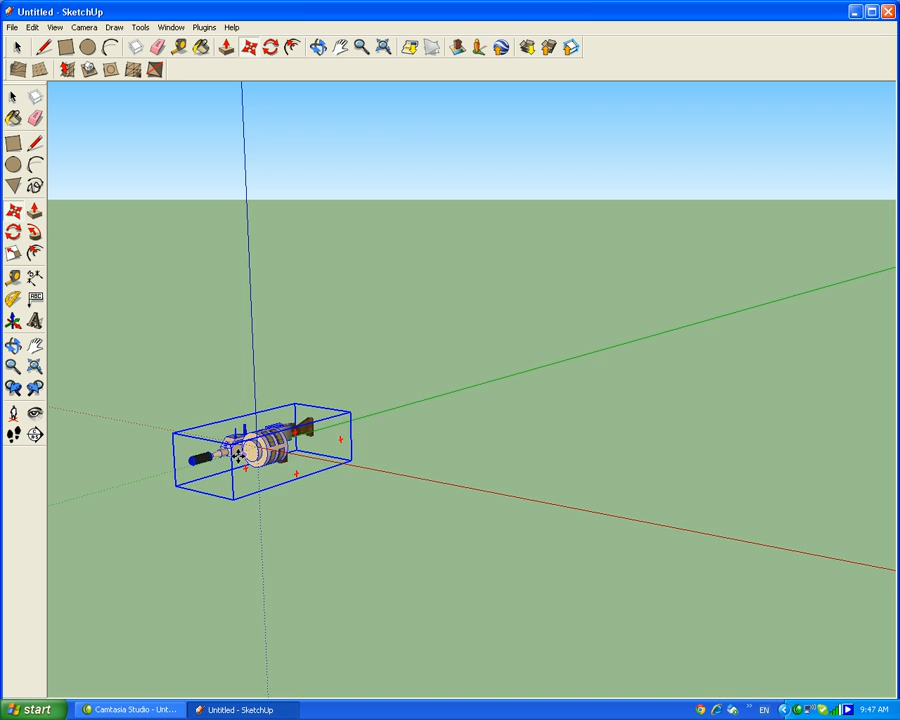 Untitled - SketchUp
File Edit View Camera Draw Tools Window Plugins Help
ABC
start Camtasia Studio - Unt... Untitled - SketchUp EN 9:47 AM